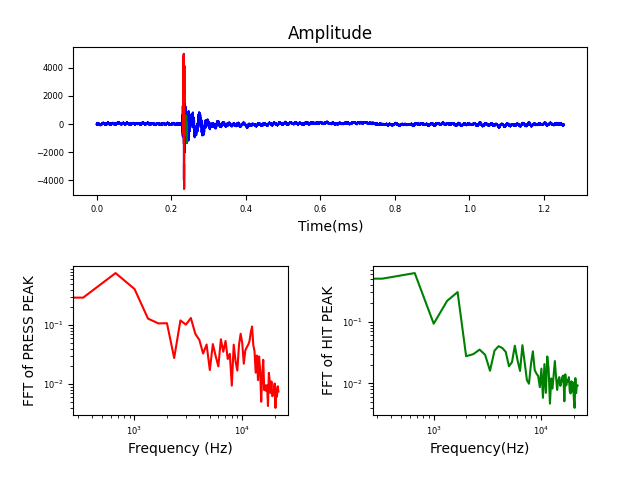 Amplitude
4000
2000
0
−2000
−4000
0.0 0.2 0.4 0.6 0.8 1.0 1.2
Time(ms)
FFT of PRESS PEAK
10⁻¹
10⁻²
10³ 10⁴
Frequency (Hz)
FFT of HIT PEAK
10⁻¹
10⁻²
10³ 10⁴
Frequency(Hz)